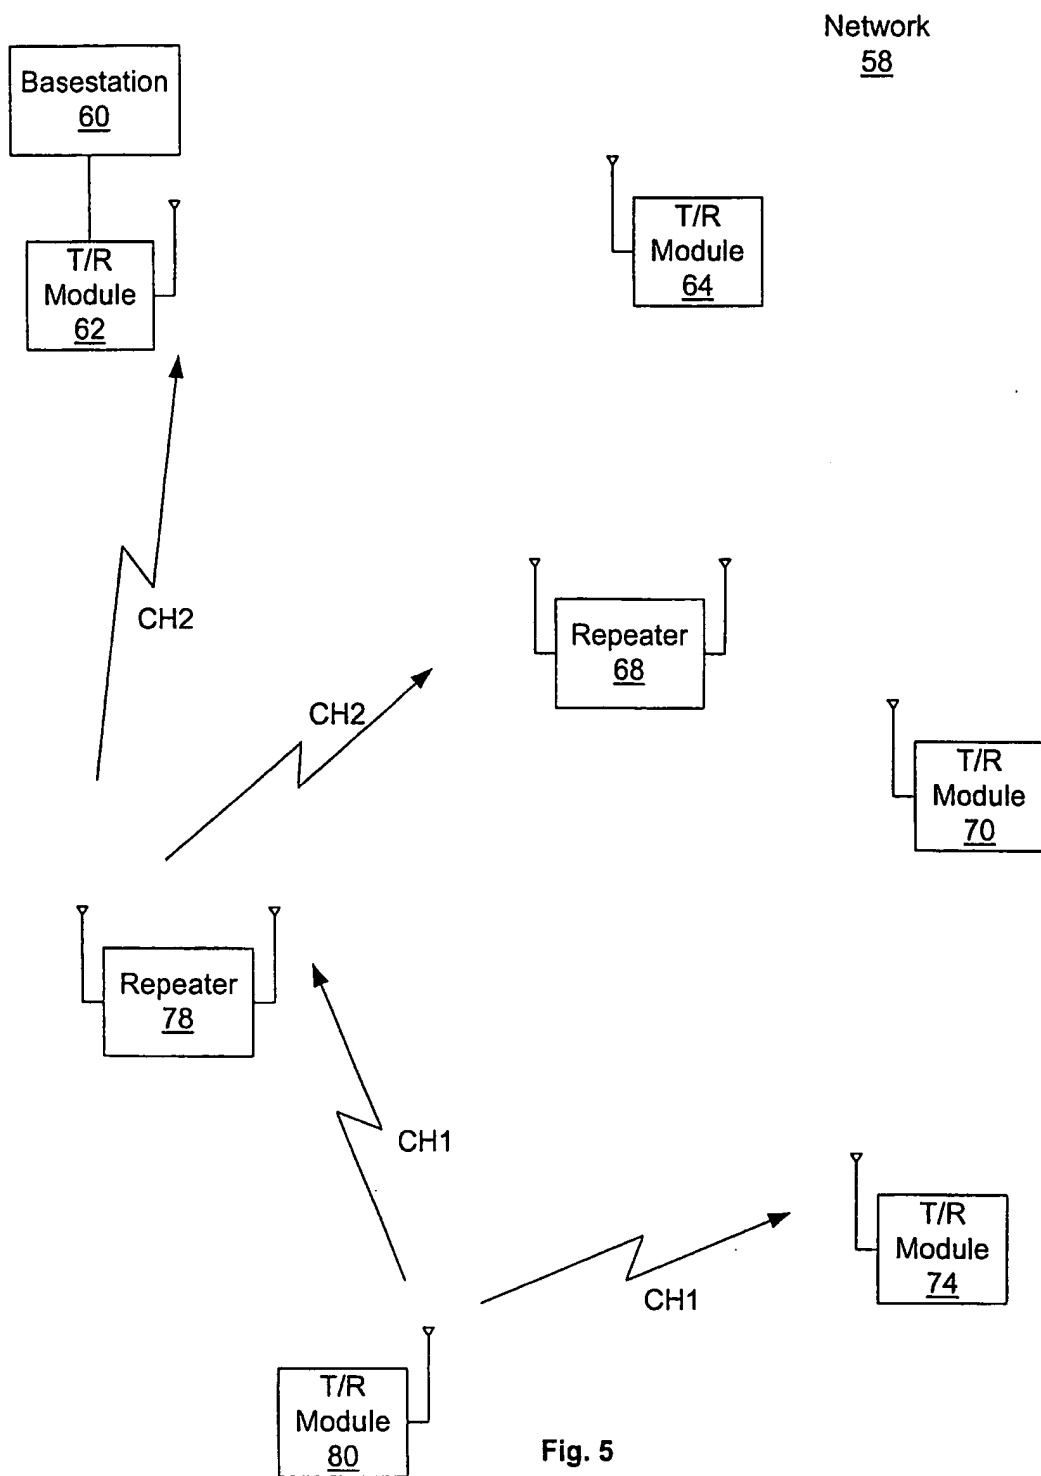 Network
58
Basestation
60
T/R
Module
62
T/R
Module
64
CH2
Repeater
68
CH2
T/R
Module
70
Repeater
78
CH1
T/R
Module
74
CH1
T/R
Module
80
Fig. 5